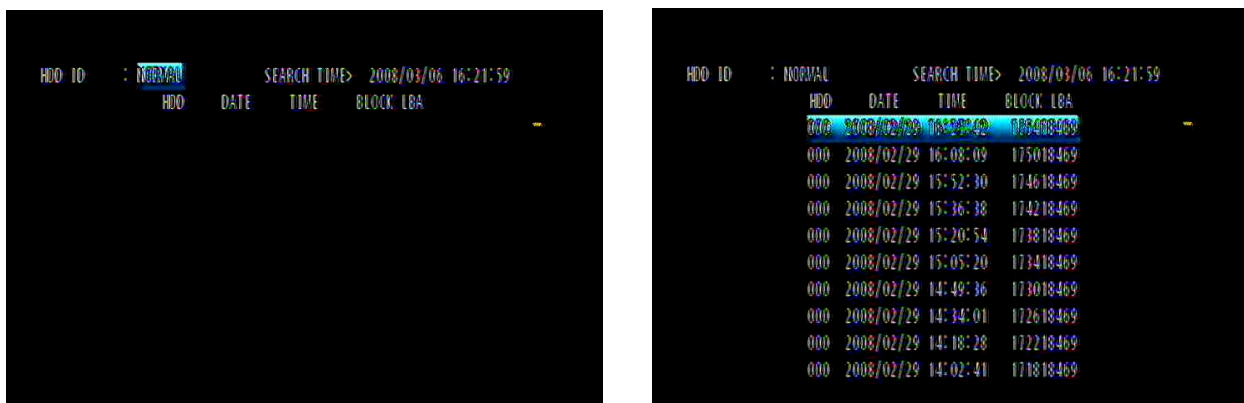 HDD ID : NORMAL SEARCH TIME> 2008/03/06 16:21:59
HDD DATE TIME BLOCK LBA
HDD ID : NORMAL SEARCH TIME> 2008/03/06 16:21:59
HDD DATE TIME BLOCK LBA
000 2008/02/29 175418469
000 2008/02/29 16:08:09 175018469
000 2008/02/29 15:52:30 174618469
000 2008/02/29 15:36:38 174218469
000 2008/02/29 15:20:54 173818469
000 2008/02/29 15:05:20 173418469
000 2008/02/29 14:49:36 173018469
000 2008/02/29 14:34:01 172618469
000 2008/02/29 14:18:28 172218469
000 2008/02/29 14:02:41 171818469